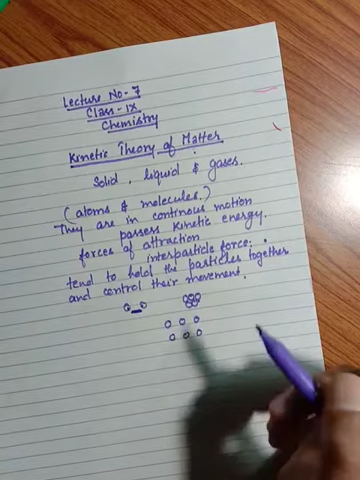 Lecture No-7
Class-IX
Chemistry
Kinetic Theory of Matter
Solid, liquid & gases.
(atoms & molecules.)
They are in continous motion
possess kinetic energy.
forces of attraction
interparticle force.
tend to hold the particles together
and control their movement.